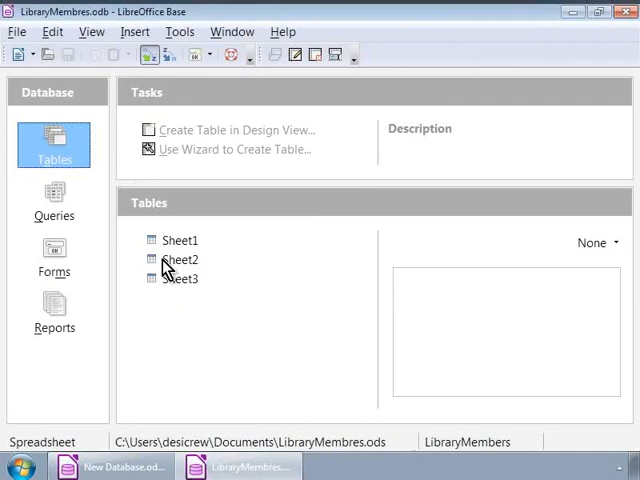 LibraryMembres.odb - LibreOffice Base
File Edit View Insert Tools Window Help
Database
Tables
Queries
Forms
Reports
Tasks
Create Table in Design View...
Use Wizard to Create Table...
Description
Tables
Sheet1
Sheet2
Sheet3
None
Spreadsheet C:\Users\desicrew\Documents\LibraryMembres.ods LibraryMembers
New Database.od... LibraryMembres....